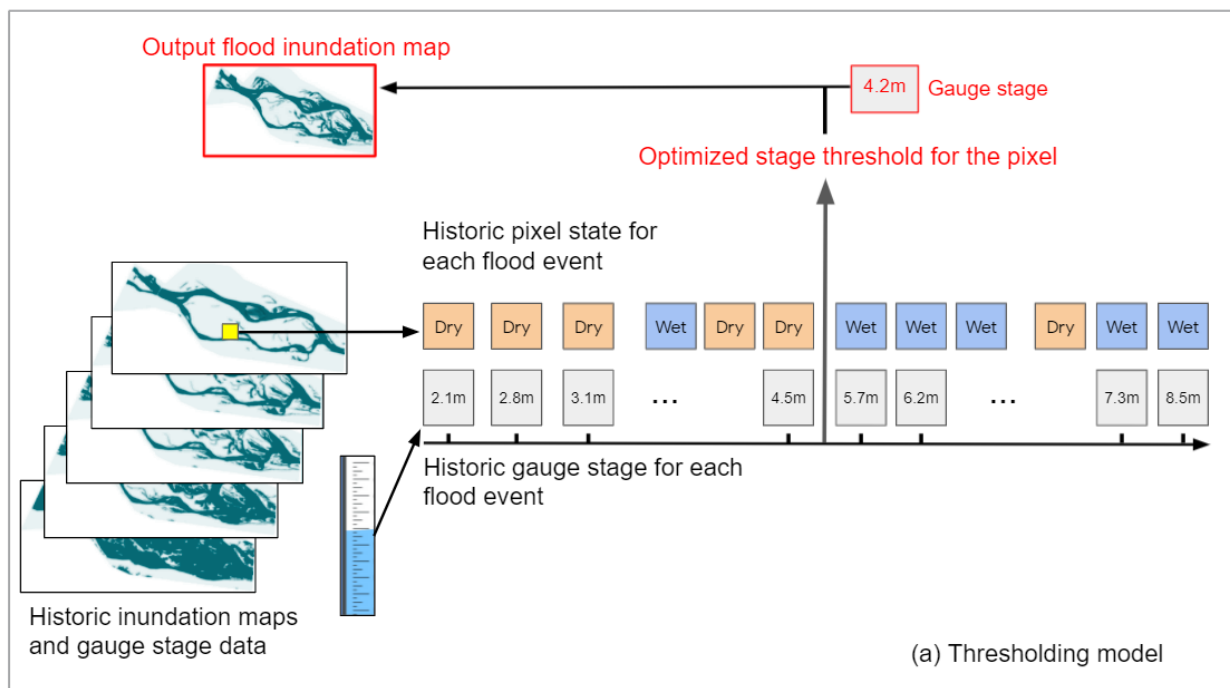 Output flood inundation map
4.2m
Gauge stage
Optimized stage threshold for the pixel
Historic pixel state for
each flood event
Dry Dry Dry Wet Dry Dry Wet Wet Wet Dry Wet Wet
2.1m 2.8m 3.1m ... 4.5m 5.7m 6.2m ... 7.3m 8.5m
Historic gauge stage for each
flood event
Historic inundation maps
and gauge stage data
(a) Thresholding model